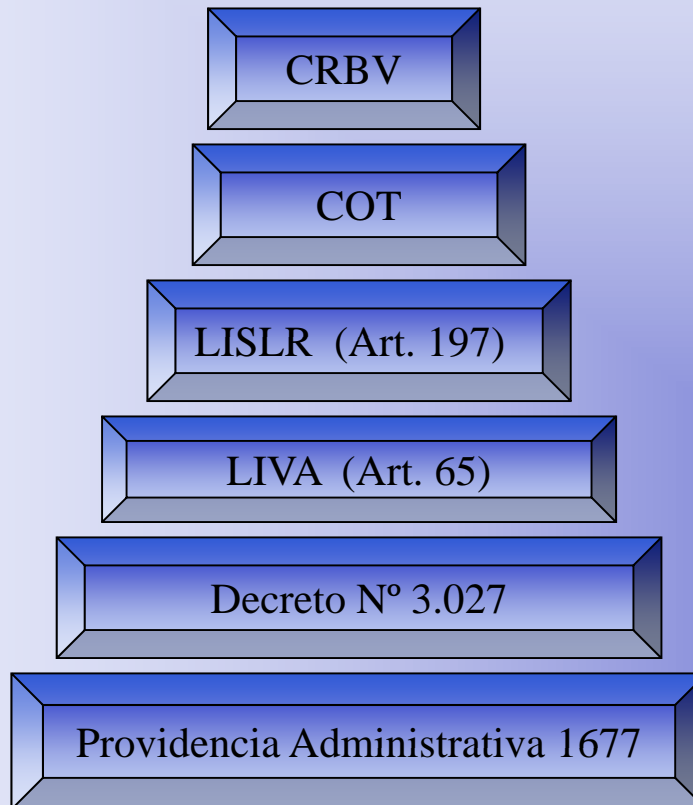 CRBV
COT
LISLR (Art. 197)
LIVA (Art. 65)
Decreto Nº 3.027
Providencia Administrativa 1677